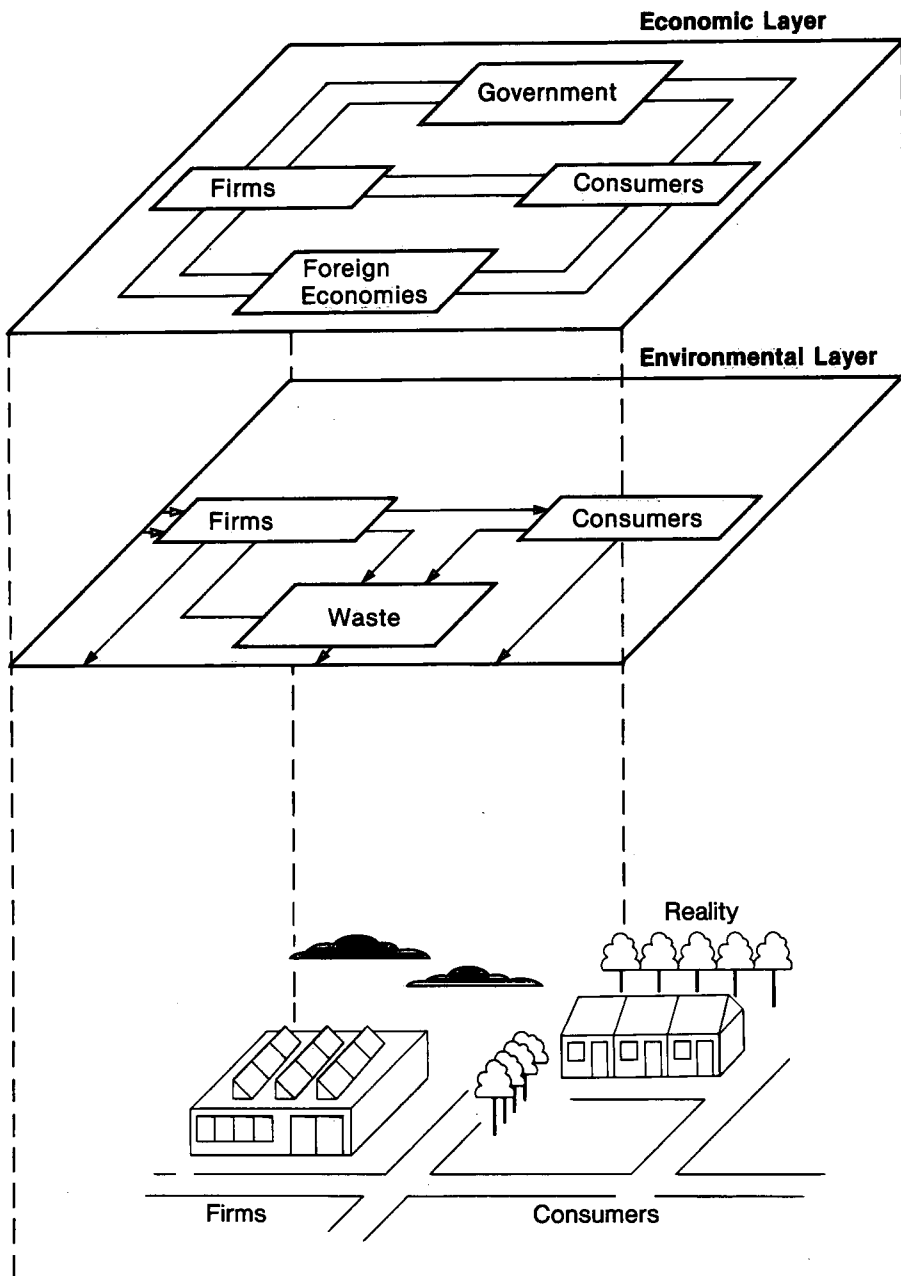 Economic Layer
Government
Firms
Consumers
Foreign
Economies
Environmental Layer
Firms
Consumers
Waste
Reality
Firms
Consumers